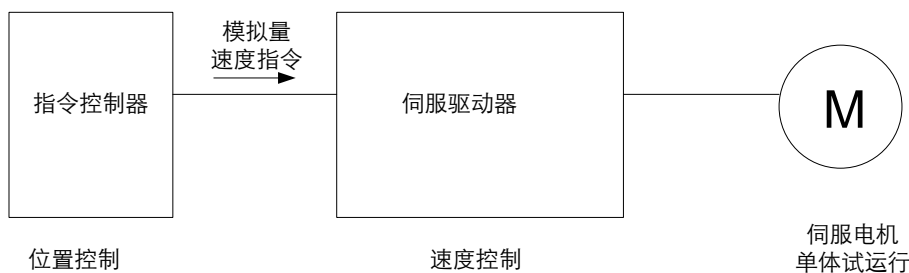 模拟量
速度指令
指令控制器
伺服驱动器
M
位置控制
速度控制
伺服电机
单体试运行